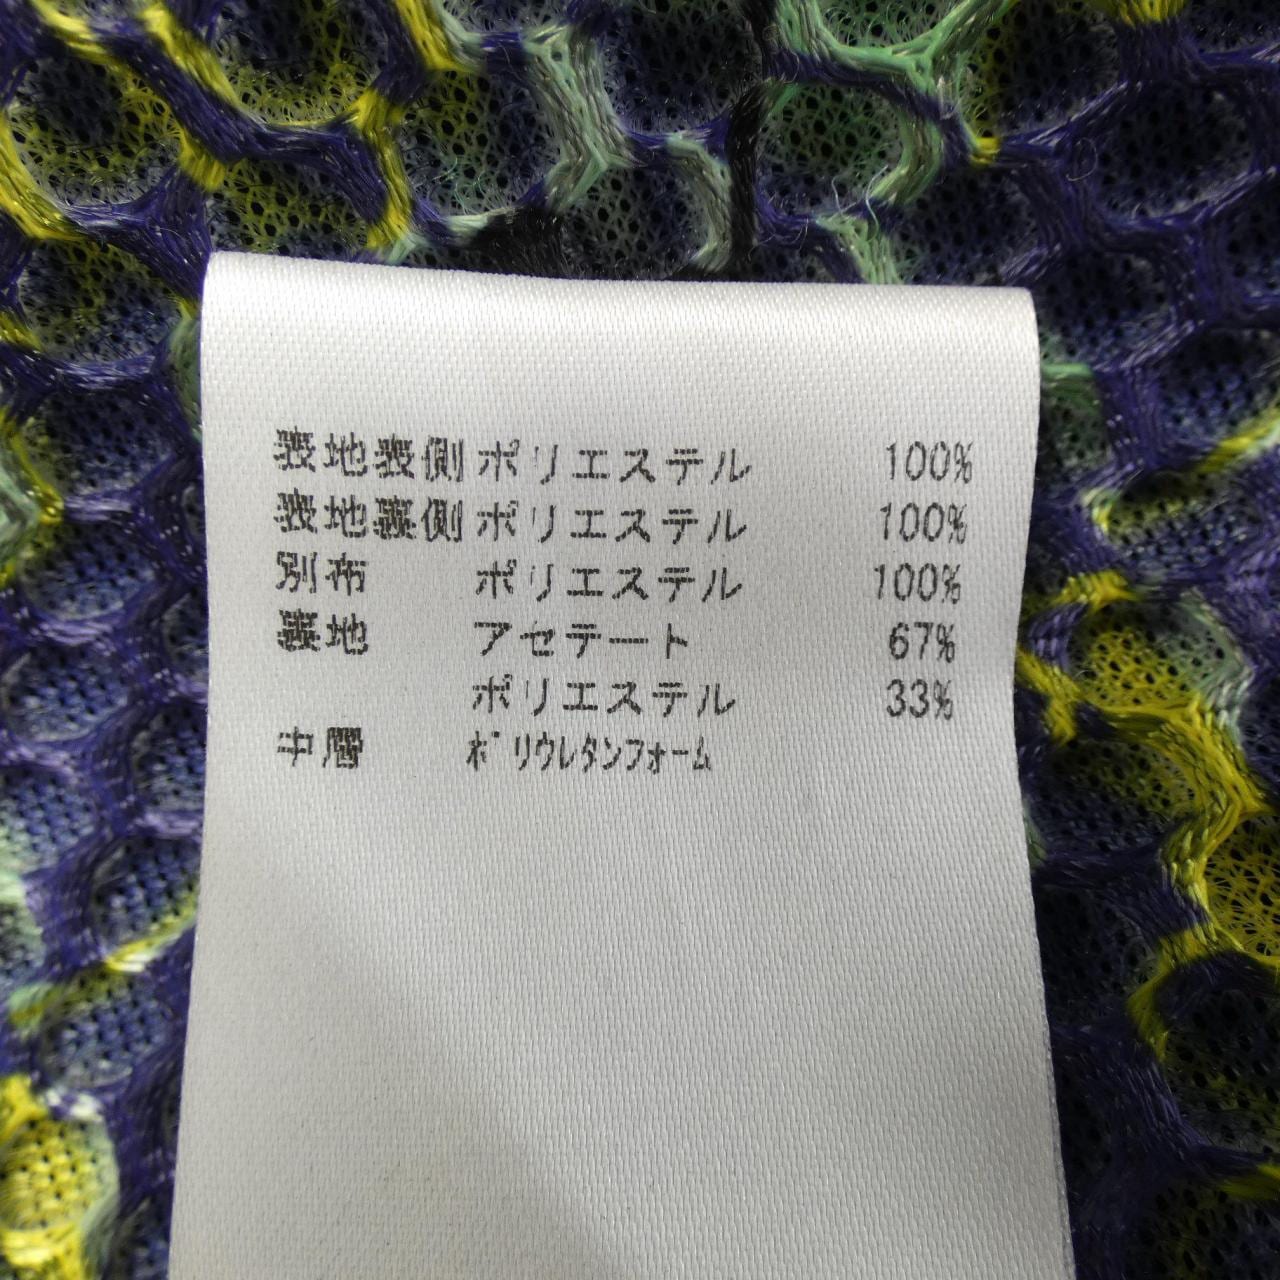 表地表側 ポリエステル 100%
表地裏側 ポリエステル 100%
別布 ポリエステル 100%
裏地 アセテート 67%
ポリエステル 33%
中層 ﾎﾟﾘｳﾚﾀﾝﾌｫｰﾑ